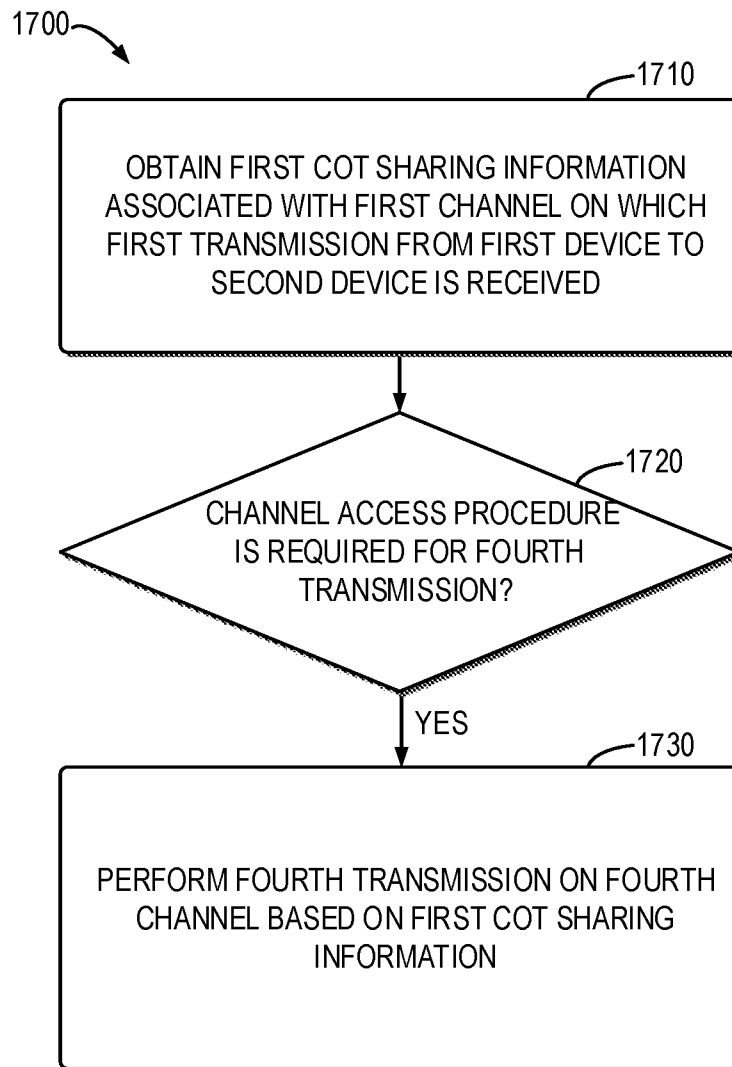 1700
1710
OBTAIN FIRST COT SHARING INFORMATION
ASSOCIATED WITH FIRST CHANNEL ON WHICH
FIRST TRANSMISSION FROM FIRST DEVICE TO
SECOND DEVICE IS RECEIVED
1720
CHANNEL ACCESS PROCEDURE
IS REQUIRED FOR FOURTH
TRANSMISSION?
YES
1730
PERFORM FOURTH TRANSMISSION ON FOURTH
CHANNEL BASED ON FIRST COT SHARING
INFORMATION